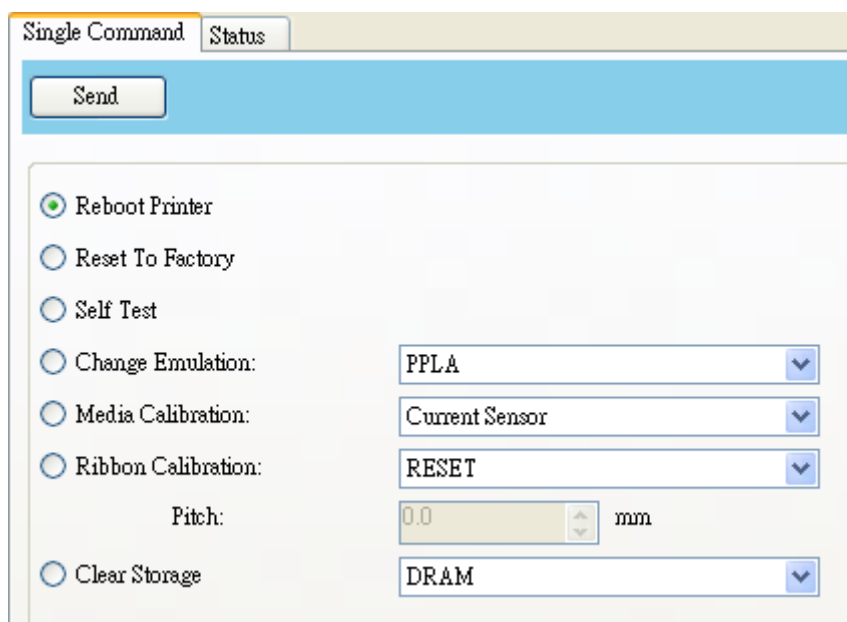 Single Command Status
Send
Reboot Printer
Reset To Factory
Self Test
Change Emulation: PPLA
Media Calibration: Current Sensor
Ribbon Calibration: RESET
Pitch: 0.0 mm
Clear Storage DRAM